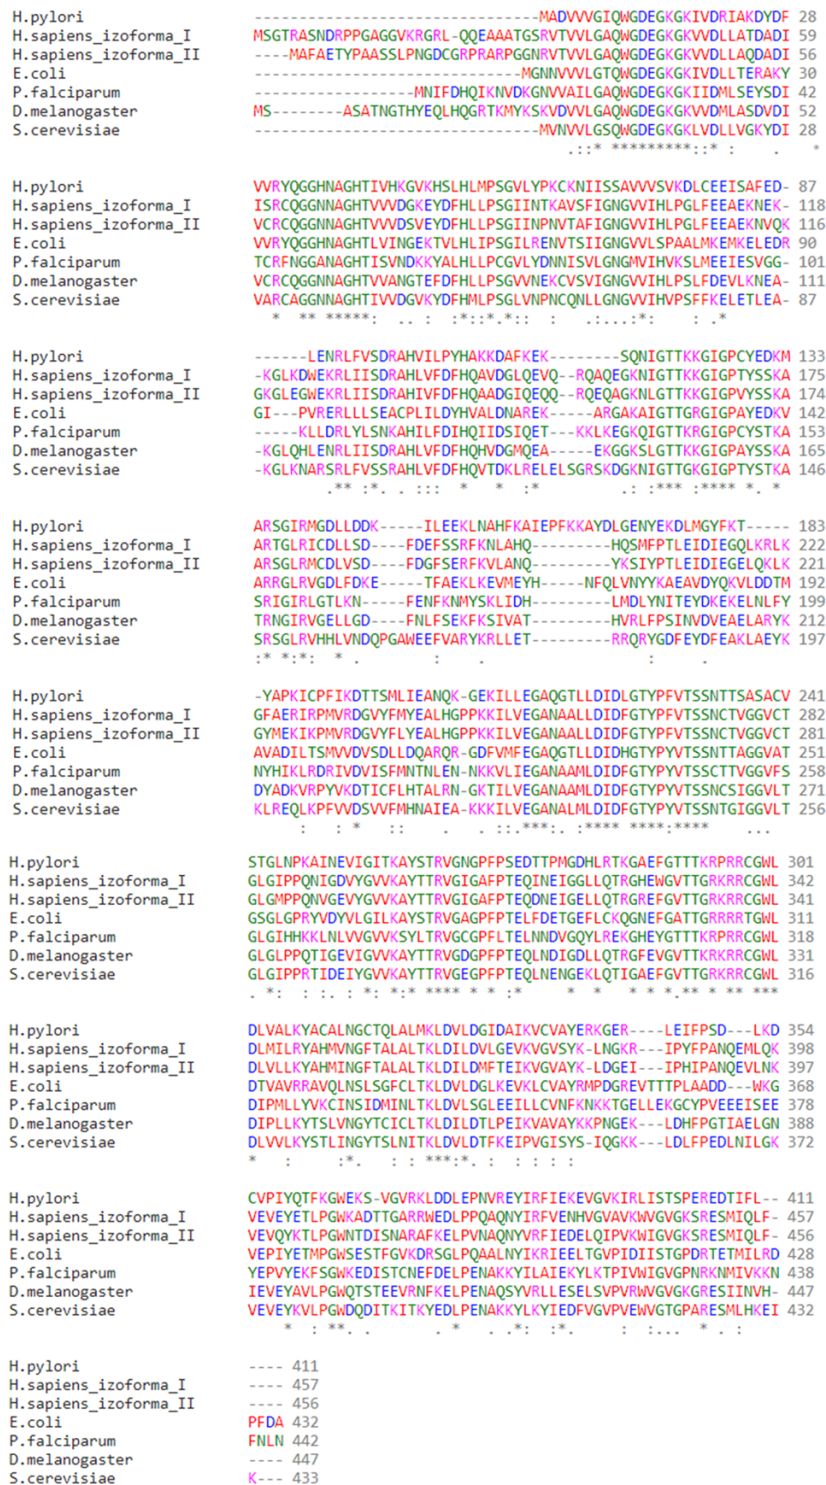 H.pylori -------------------------------MADVVVGIQWGDEGKGKIVDRIAKDYDF 28
H.sapiens_izoforma_I MSGTRASNDRPPGAGGVKRGRL-QQEAAATGSRVTVVLGAQWGDEGKGKVVDLLATDADI 59
H.sapiens_izoforma_II ----MAFAETYPAASSLPNGDCGRPRARPGGNRVTVVLGAQWGDEGKGKVVDLLAQDADI 56
E.coli ------------------------------MGNNVVVLGTQWGDEGKGKIVDLLTERAKY 30
P.falciparum ------------------MNIFDHQIKNVDKGNVVAILGAQWGDEGKGKIIDMLSEYSDI 42
D.melanogaster MS--------ASATNGTHYEQLHQGRTKMYKSKVDVVLGAQWGDEGKGKVVDMLASDVDI 52
S.cerevisiae --------------------------------MVNVVLGSQWGDEGKGKLVDLLVGKYDI 28
.::* *********::* : . *
H.pylori VVRYQGGHNAGHTIVHKGVKHSLHLMPSGVLYPKCKNIISSAVVVSVKDLCEEISAFED- 87
H.sapiens_izoforma_I ISRCQGGNNAGHTVVVDGKEYDFHLLPSGIINTKAVSFIGNGVVIHLPGLFEEAEKNEK- 118
H.sapiens_izoforma_II VCRCQGGNNAGHTVVVDSVEYDFHLLPSGIINPNVTAFIGNGVVIHLPGLFEEAEKNVQK 116
E.coli VVRYQGGHNAGHTLVINGEKTVLHLIPSGILRENVTSIIGNGVVLSPAALMKEMKELEDR 90
P.falciparum TCRFNGGANAGHTISVNDKKYALHLLPCGVLYDNNISVLGNGMVIHVKSLMEEIESVGG- 101
D.melanogaster VCRCQGGNNAGHTVVANGTEFDFHLLPSGVVNEKCVSVIGNGVVIHLPSLFDEVLKNEA- 111
S.cerevisiae VARCAGGNNAGHTIVVDGVKYDFHMLPSGLVNPNCQNLLGNGVVIHVPSFFKELETLEA- 87
* ** *****: .. : :*::*.*:: : .:...:*: : .*
H.pylori ------LENRLFVSDRAHVILPYHAKKDAFKEK--------SQNIGTTKKGIGPCYEDKM 133
H.sapiens_izoforma_I -KGLKDWEKRLIISDRAHLVFDFHQAVDGLQEVQ--RQAQEGKNIGTTKKGIGPTYSSKA 175
H.sapiens_izoforma_II GKGLEGWEKRLIISDRAHIVFDFHQAADGIQEQQ--RQEQAGKNLGTTKKGIGPVYSSKA 174
E.coli GI---PVRERLLLSEACPLILDYHVALDNAREK----ARGAKAIGTTGRGIGPAYEDKV 142
P.falciparum -----KLLDRLYLSNKAHILFDIHQIIDSIQET---KKLKEGKQIGTTKRGIGPCYSTKA 153
D.melanogaster -KGLQHLENRLIISDRAHLVFDFHQHVDGMQEA----EKGGKSLGTTKKGIGPAYSSKA 165
S.cerevisiae -KGLKNARSRLFVSSRAHLVFDFHQVTDKLRELELSGRSKDGKNIGTTGKGIGPTYSTKA 146
.** :*. . ::: * * :* .: :*** :**** *. *
H.pylori ARSGIRMGDLLDDK-----ILEEKLNAHFKAIEPFKKAYDLGENYEKDLMGYFKT----- 183
H.sapiens_izoforma_I ARTGLRICDLLSD----FDEFSSRFKNLAHQ---------HQSMFPTLEIDIEGQLKRLK 222
H.sapiens_izoforma_II ARSGLRMCDLVSD----FDGFSERFKVLANQ---------YKSIYPTLEIDIEGELQKLK 221
E.coli ARRGLRVGDLFDKE-----TFAEKLKEVMEYH-----NFQLVNYYKAEAVDYQKVLDDTM 192
P.falciparum SRIGIRLGTLKN-----FENFKNMYSKLIDH---------LMDLYNITEYDKEKELNLFY 199
D.melanogaster TRNGIRVGELLGD----FNLFSEKFKSIVAT---------HVRLFPSINVDVEAELARYK 212
S.cerevisiae SRSGLRVHHLVNDQPGAWEEFVARYKRLLET---------RRQRYGDFEYDFEAKLAEYK 197
:* *:*: * . : . : .
H.pylori -YAPKICPFIKDTTSMLIEANQK-GEKILLEGAQGTLLDIDLGTYPFVTSSNTTSASACV 241
H.sapiens_izoforma_I GFAERIRPMVRDGVYFMYEALHGPPKKILVEGANAALLDIDFGTYPFVTSSNCTVGGVCT 282
H.sapiens_izoforma_II GYMEKIKPMVRDGVYFLYEALHGPPKKILVEGANAALLDIDFGTYPFVTSSNCTVGGVCT 281
E.coli AVADILTSMVVDVSDLLDQARQR-GDFVMFEGAQGTLLDIDHGTYPYVTSSNTTAGGVAT 251
P.falciparum NYHIKLRDRIVDVISFMNTNLEN-NKKVLIEGANAAMLDIDFGTYPYVTSSCTTVGGVFS 258
D.melanogaster DYADKVRPYVKDTICFLHTALRN-GKTILVEGANAAMLDIDFGTYPYVTSSNCSIGGVLT 271
S.cerevisiae KLREQLKPFVVDSVVFMHNAIEA-KKKILVEGANALMLDIDFGTYPYVTSSNTGIGGVLT 256
: : * :: . . ::.***:. :**** ****:**** ...
H.pylori STGLNPKAINEVIGITKAYSTRVGNGPFPSEDTTPMGDHLRTKGAEFGTTTKRPRRCGWL 301
H.sapiens_izoforma_I GLGIPPQNIGDVYGVVKAYTTRVGIGAFPTEQINEIGGLLQTRGHEWGVTTGRKRRCGWL 342
H.sapiens_izoforma_II GLGMPPQNVGEVYGVVKAYTTRVGIGAFPTEQDNEIGELLQTRGREFGVTTGRKRRCGWL 341
E.coli GSGLGPRYVDYVLGILKAYSTRVGAGPFPTELFDETGEFLCKQGNEFGATTGRRRRTGWL 311
P.falciparum GLGIHHKKLNLVVGVVKSYLTRVGCGPFLTELNNDVGQYLREKGHEYGTTTKRPRRCGWL 318
D.melanogaster GLGLPPQTIGEVIGVVKAYTTRVGDGPFPTEQLNDIGDLLQTRGFEVGVTTGRKRRCGWL 331
S.cerevisiae GLGIPPRTIDEIYGVVKAYTTRVGEGPFPTEQLNENGEKLQTIGAEFGVTTGRKRRCGWL 316
. *: : :. : *: *:* **** * * :* * * * * *.** * ** ***
H.pylori DLVALKYACALNGCTQLALMKLDVLDGIDAIKVCVAYERKGER----LEIFPSD---LKD 354
H.sapiens_izoforma_I DLMILRYAHMVNGFTALALTKLDILDVLGEVKVGVSYK-LNGKR---IPYFPANQEMLQK 398
H.sapiens_izoforma_II DLVLLKYAHMINGFTALALTKLDILDMFTEIKVGVAYK-LDGEI---IPHIPANQEVLNK 397
E.coli DTVAVRRAVQLNSLSGFCLTKLDVLDGLKEVKLCVAYRMPDGREVTTTPLAADD---WKG 368
P.falciparum DIPMLLYVKCINSIDMINLTKLDVLSGLEEILLCVNFKNKKTGELLEKGCYPVEEEISEE 378
D.melanogaster DIPLLKYTSLVNGYTCICLTKLDILDTLPEIKVAVAYKKPNGEK---LDHFPGTIAELGN 388
S.cerevisiae DLVVLKYSTLINGYTSLNITKLDVLDTFKEIPVGISYS-IQGKK---LDLFPEDLNILGK 372
* : :*. : : ***:*. : : : :
H.pylori CVPIYQTFKGWEKS-VGVRKLDDLEPNVREYIRFIEKEVGVKIRLISTSPEREDTIFL-- 411
H.sapiens_izoforma_I VEVEYETLPGWKADTTGARRWEDLPPQAQNYIRFVENHVGVAVKWVGVGKSRESMIQLF- 457
H.sapiens_izoforma_II VEVQYKTLPGWNTDISNARAFKELPVNAQNYVRFIEDELQIPVKWIGVGKSRESMIQLF- 456
E.coli VEPIYETMPGWSESTFGVKDRSGLPQAALNYIKRIEELTGVPIDIISTGPDRTETMILRD 428
P.falciparum YEPVYEKFSGWKEDISTCNEFDELPENAKKYILAIEKYLKTPIVWIGVGPNRKNMIVKKN 438
D.melanogaster IEVEYAVLPGWQTSTEEVRNFKELPENAQSYVRLLESELSVPVRWVGVGKGRESIINVH- 447
S.cerevisiae VEVEYKVLPGWDQDITKITKYEDLPENAKKYLKYIEDFVGVPVEWVGTGPARESMLHKEI 432
* : **. . . * . .*: :*. : :... * . :
H.pylori ---- 411
H.sapiens_izoforma_I ---- 457
H.sapiens_izoforma_II ---- 456
E.coli PFDA 432
P.falciparum FNLN 442
D.melanogaster ---- 447
S.cerevisiae K--- 433